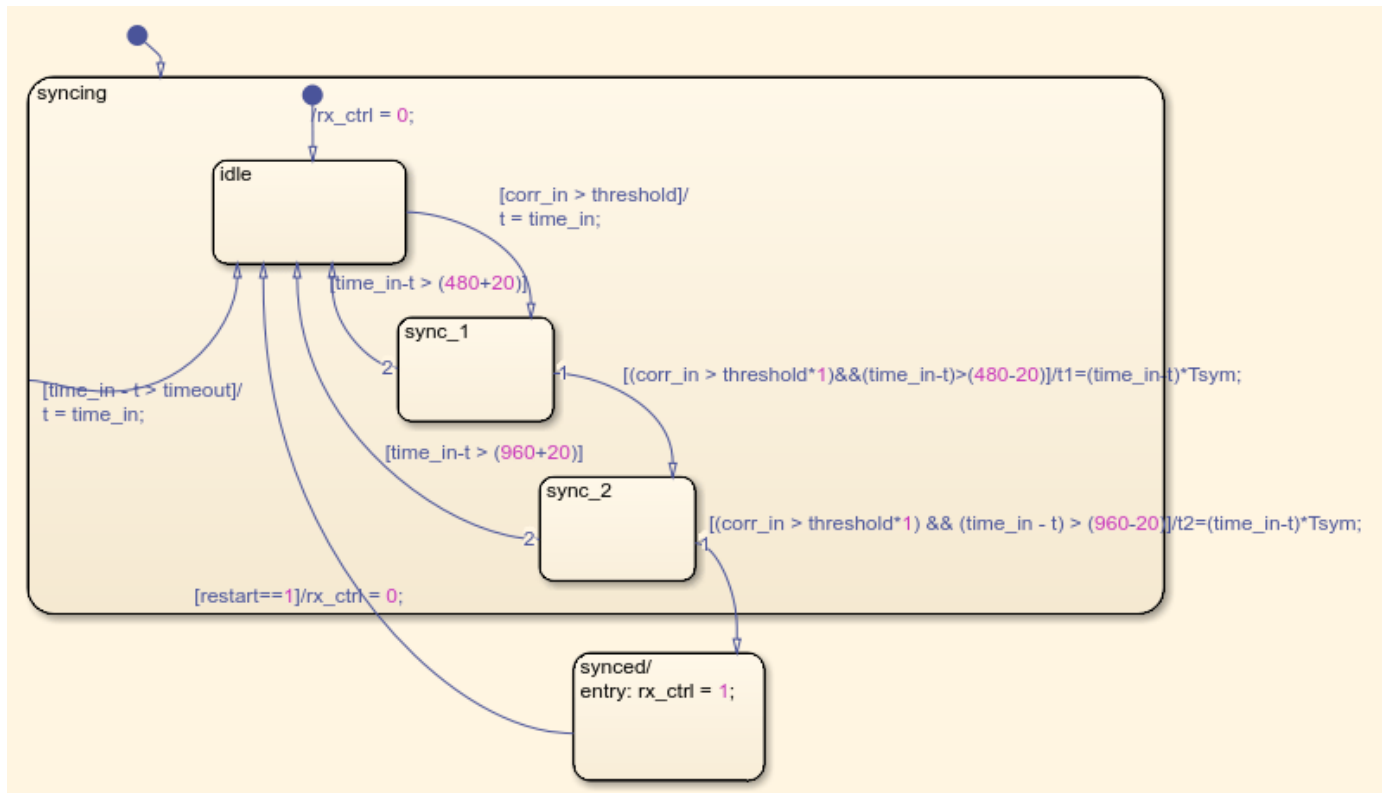 syncing
/rx_ctrl = 0;
idle
[corr_in > threshold]/
t = time_in;
[time_in-t > (480+20)]
sync_1
2
1
[(corr_in > threshold*1)&&(time_in-t)>(480-20)]/t1=(time_in-t)*Tsym;
[time_in - t > timeout]/
t = time_in;
[time_in-t > (960+20)]
sync_2
[(corr_in > threshold*1) && (time_in - t) > (960-20)]/t2=(time_in-t)*Tsym;
2
1
[restart==1]/rx_ctrl = 0;
synced/
entry: rx_ctrl = 1;